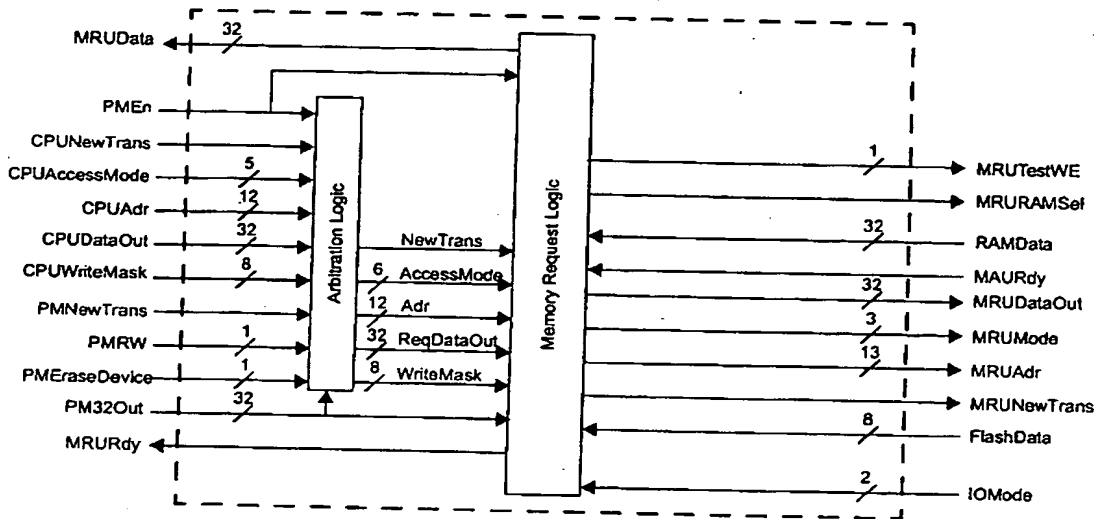 MRUData
32
PMEn
CPUNewTrans
CPUAccessMode
5
CPUAdr
12
CPUDataOut
32
CPUWriteMask
8
PMNewTrans
PMRW
1
PMEraseDevice
1
PM32Out
32
MRURdy
Arbitration Logic
NewTrans
6
AccessMode
12
Adr
32
ReqDataOut
8
WriteMask
Memory Request Logic
1
MRUTestWE
MRURAMSel
32
RAMData
MAURdy
32
MRUDataOut
3
MRUMode
13
MRUAdr
MRUNewTrans
8
FlashData
2
IOMode